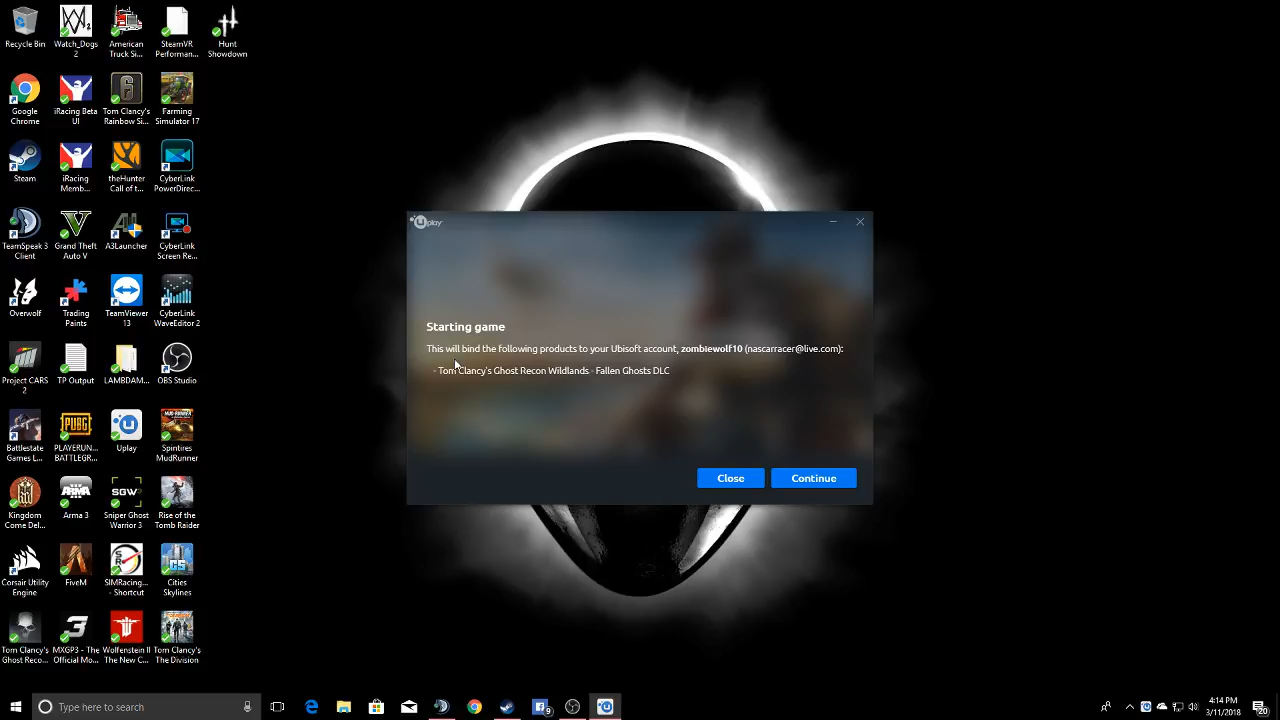 Recycle Bin
Watch_Dogs 2
American Truck Si...
SteamVR Performan...
Hunt Showdown
Google Chrome
iRacing Beta UI
Tom Clancy's Rainbow Si...
Farming Simulator 17
Steam
iRacing Memb...
theHunter Call of t...
CyberLink PowerDirec...
TeamSpeak 3 Client
Grand Theft Auto V
A3Launcher
CyberLink Screen Re...
Overwolf
Trading Paints
TeamViewer 13
CyberLink WaveEditor 2
Project CARS 2
TP Output
LAMBDAM...
OBS Studio
Battlestate Games L...
PLAYERUN... BATTLEGR...
Uplay
Spintires MudRunner
Kingdom Come Del...
Arma 3
Sniper Ghost Warrior 3
Rise of the Tomb Raider
Corsair Utility Engine
FiveM
SIMRacing... - Shortcut
Cities Skylines
Tom Clancy's Ghost Reco...
MXGP3 - The Official Mo...
Wolfenstein II The New C...
Tom Clancy's The Division
uplay
Starting game
This will bind the following products to your Ubisoft account, zombiewolf10 (nascarracer@live.com):
- Tom Clancy's Ghost Recon Wildlands - Fallen Ghosts DLC
Close
Continue
Type here to search
9
4:14 PM
3/11/2018
20